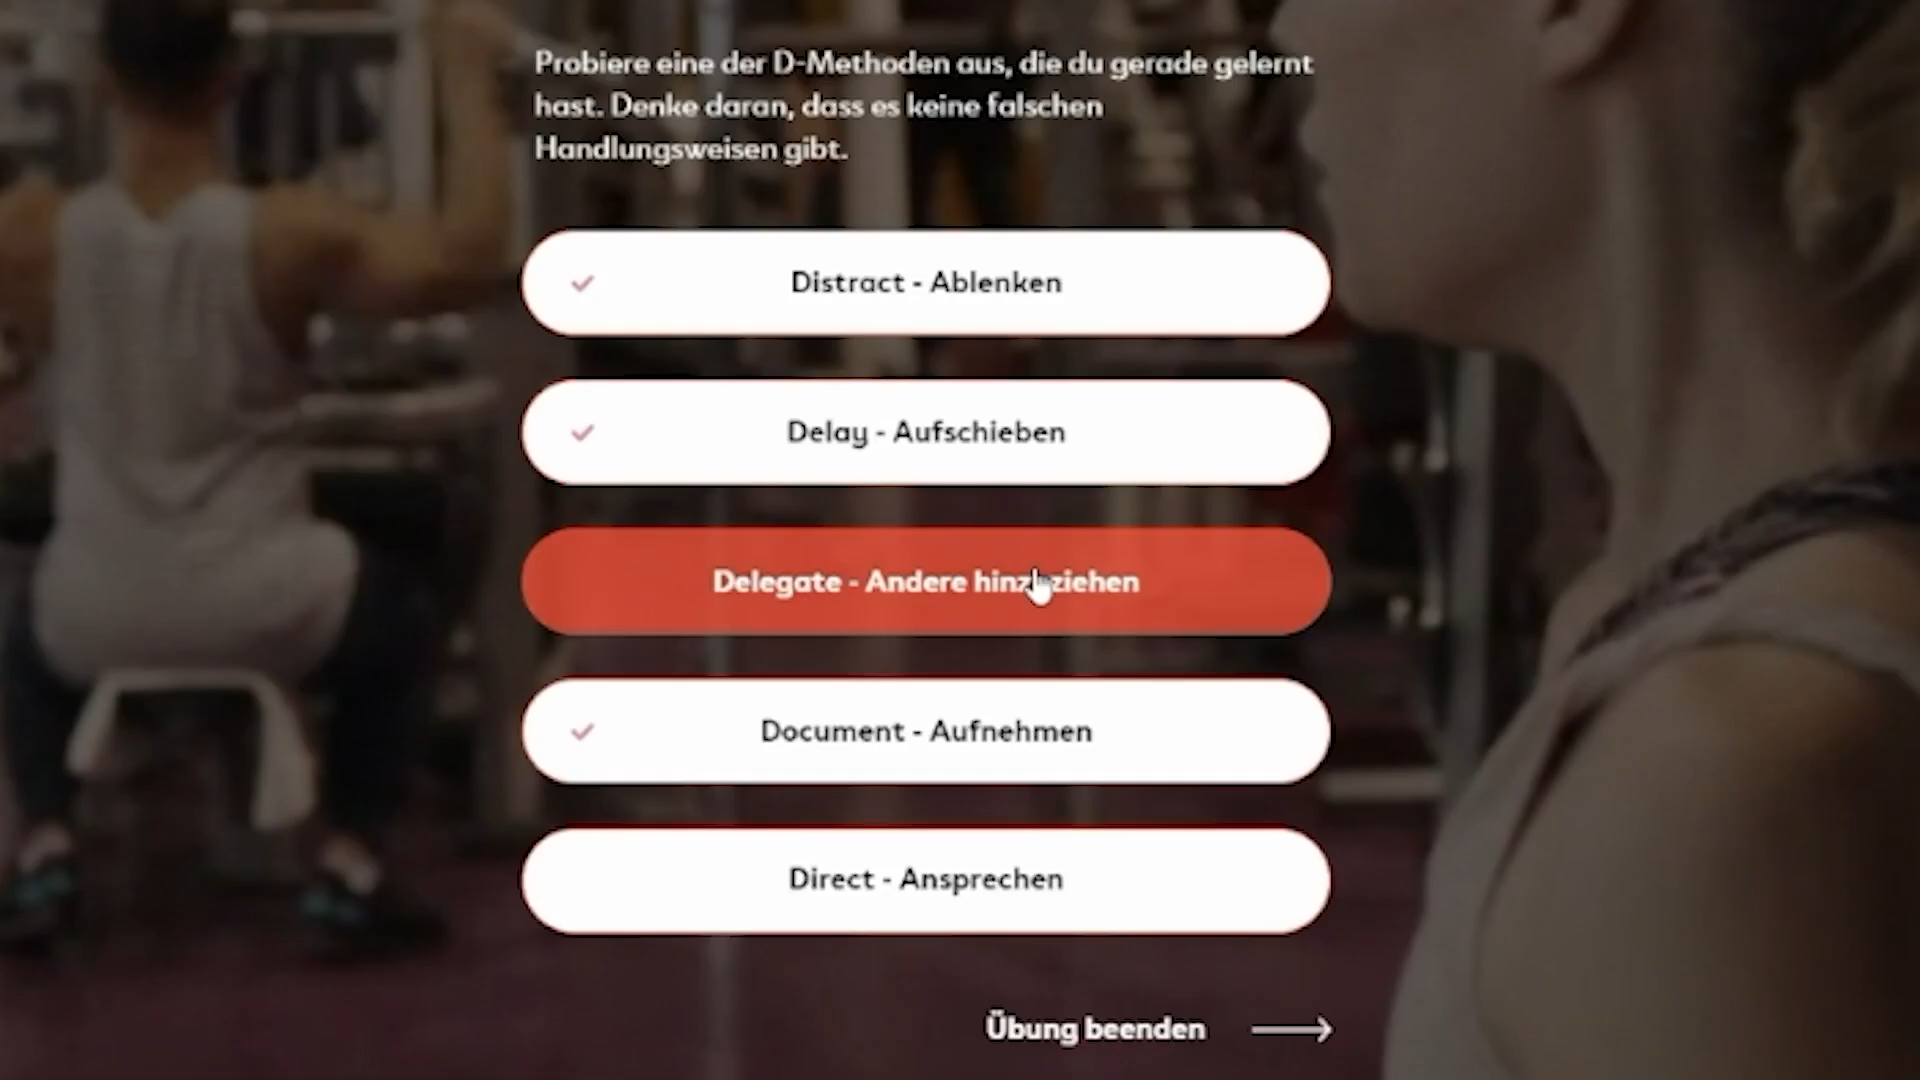 Probiere eine der D-Methoden aus, die du gerade gelernt
hast. Denke daran, dass es keine falschen
Handlungsweisen gibt.
Distract - Ablenken
Delay - Aufschieben
Delegate - Andere hinzuziehen
Document - Aufnehmen
Direct - Ansprechen
Übung beenden